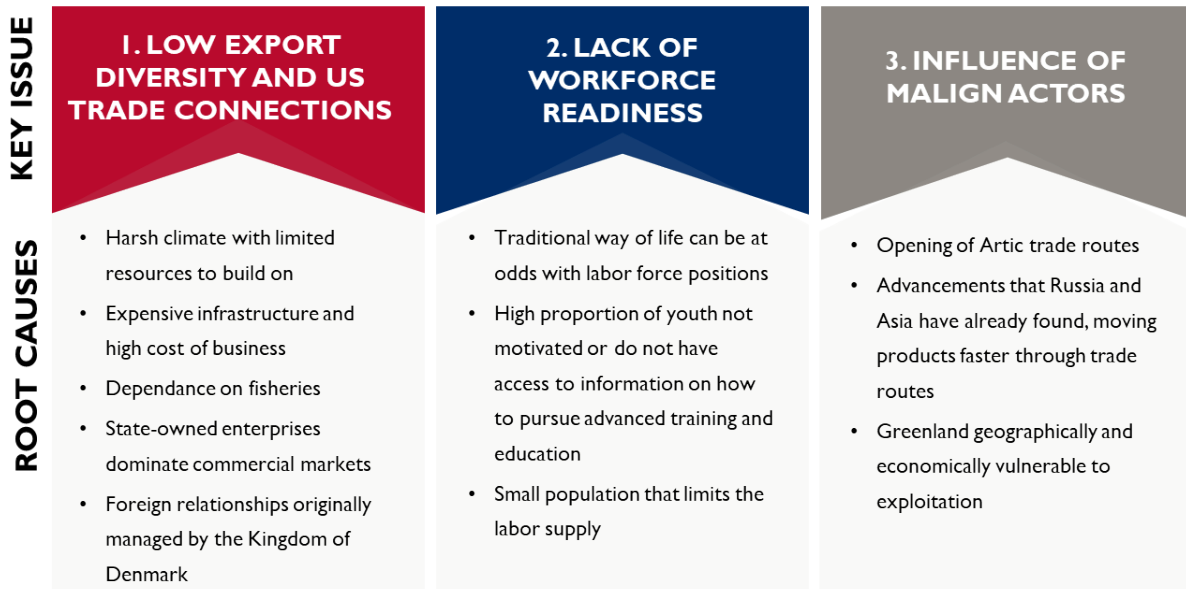 KEY ISSUE
1. LOW EXPORT
DIVERSITY AND US
TRADE CONNECTIONS
2. LACK OF
WORKFORCE
READINESS
3. INFLUENCE OF
MALIGN ACTORS
ROOT CAUSES
• Harsh climate with limited
resources to build on
• Expensive infrastructure and
high cost of business
• Dependance on fisheries
• State-owned enterprises
dominate commercial markets
• Foreign relationships originally
managed by the Kingdom of
Denmark
• Traditional way of life can be at
odds with labor force positions
• High proportion of youth not
motivated or do not have
access to information on how
to pursue advanced training and
education
• Small population that limits the
labor supply
• Opening of Artic trade routes
• Advancements that Russia and
Asia have already found, moving
products faster through trade
routes
• Greenland geographically and
economically vulnerable to
exploitation